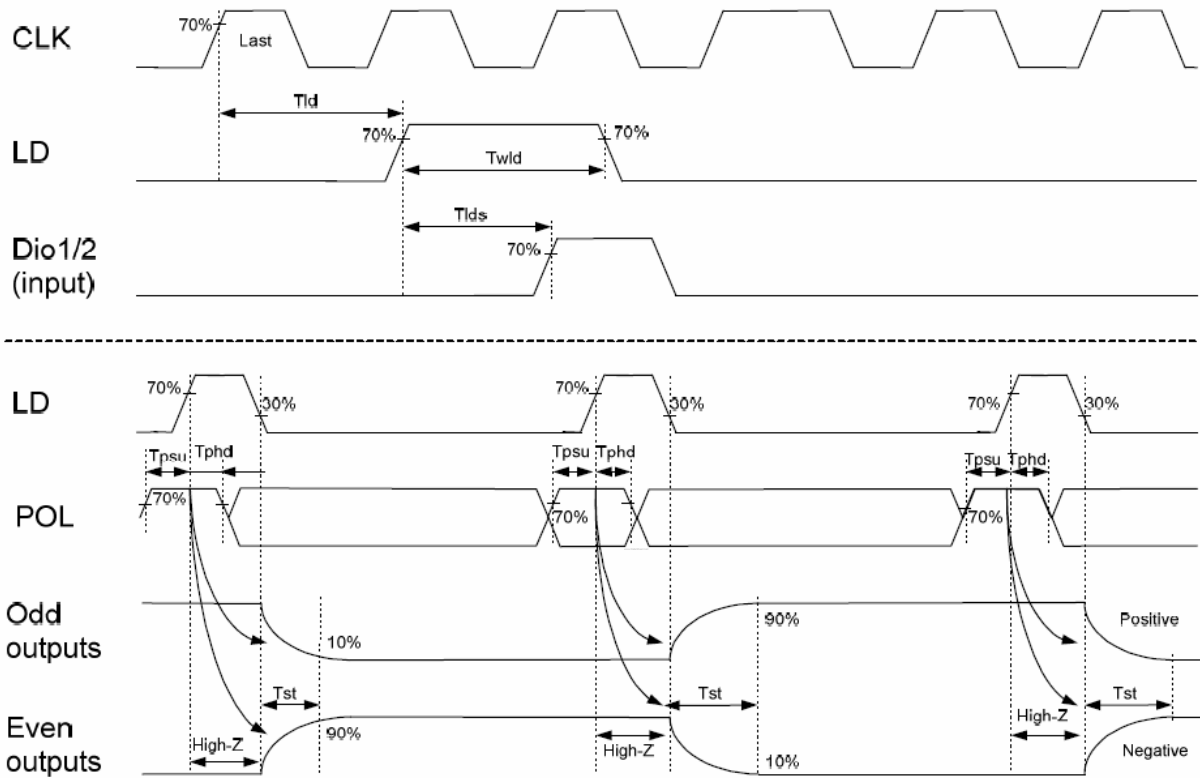 CLK
70%
Last
Tld
LD
70%
70%
Twld
Tlds
Dio1/2
(input)
70%
LD
70%
30%
70%
30%
70%
30%
Tpsu
Tphd
Tpsu
Tphd
Tpsu
Tphd
POL
70%
70%
70%
Odd
outputs
10%
90%
Positive
Tst
Tst
Tst
Even
outputs
High-Z
90%
High-Z
10%
High-Z
Negative